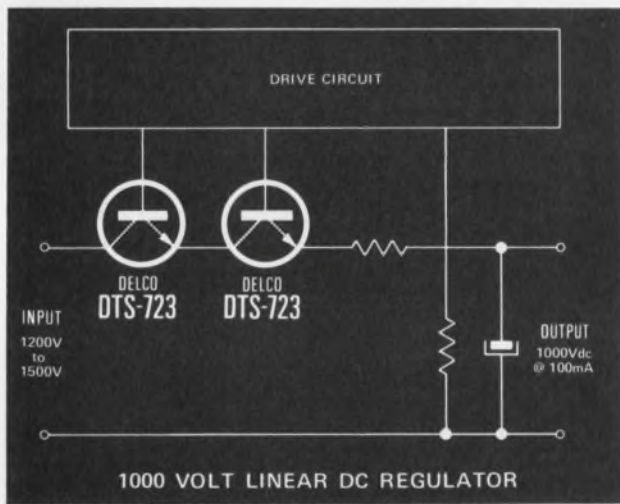 DRIVE CIRCUIT
DELCO
DTS-723
DELCO
DTS-723
INPUT
1200V
to
1500V
OUTPUT
1000Vdc
@ 100mA
1000 VOLT LINEAR DC REGULATOR